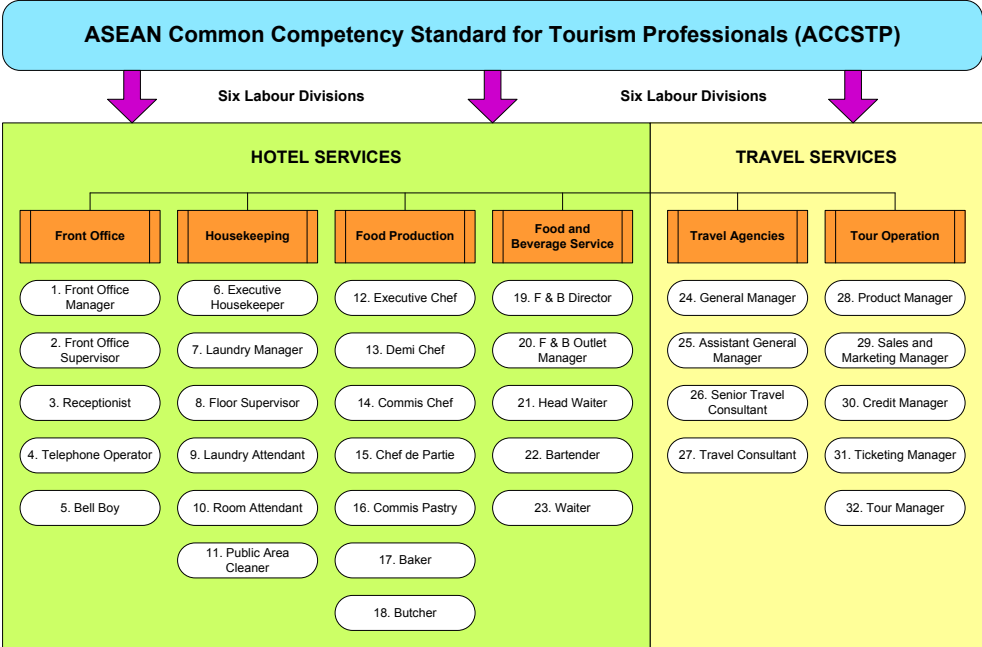 ASEAN Common Competency Standard for Tourism Professionals (ACCSTP)
Six Labour Divisions
Six Labour Divisions
HOTEL SERVICES
TRAVEL SERVICES
Front Office
Housekeeping
Food Production
Food and
Beverage Service
Travel Agencies
Tour Operation
1. Front Office
Manager
2. Front Office
Supervisor
3. Receptionist
4. Telephone Operator
5. Bell Boy
6. Executive
Housekeeper
7. Laundry Manager
8. Floor Supervisor
9. Laundry Attendant
10. Room Attendant
11. Public Area
Cleaner
12. Executive Chef
13. Demi Chef
14. Commis Chef
15. Chef de Partie
16. Commis Pastry
17. Baker
18. Butcher
19. F & B Director
20. F & B Outlet
Manager
21. Head Waiter
22. Bartender
23. Waiter
24. General Manager
25. Assistant General
Manager
26. Senior Travel
Consultant
27. Travel Consultant
28. Product Manager
29. Sales and
Marketing Manager
30. Credit Manager
31. Ticketing Manager
32. Tour Manager